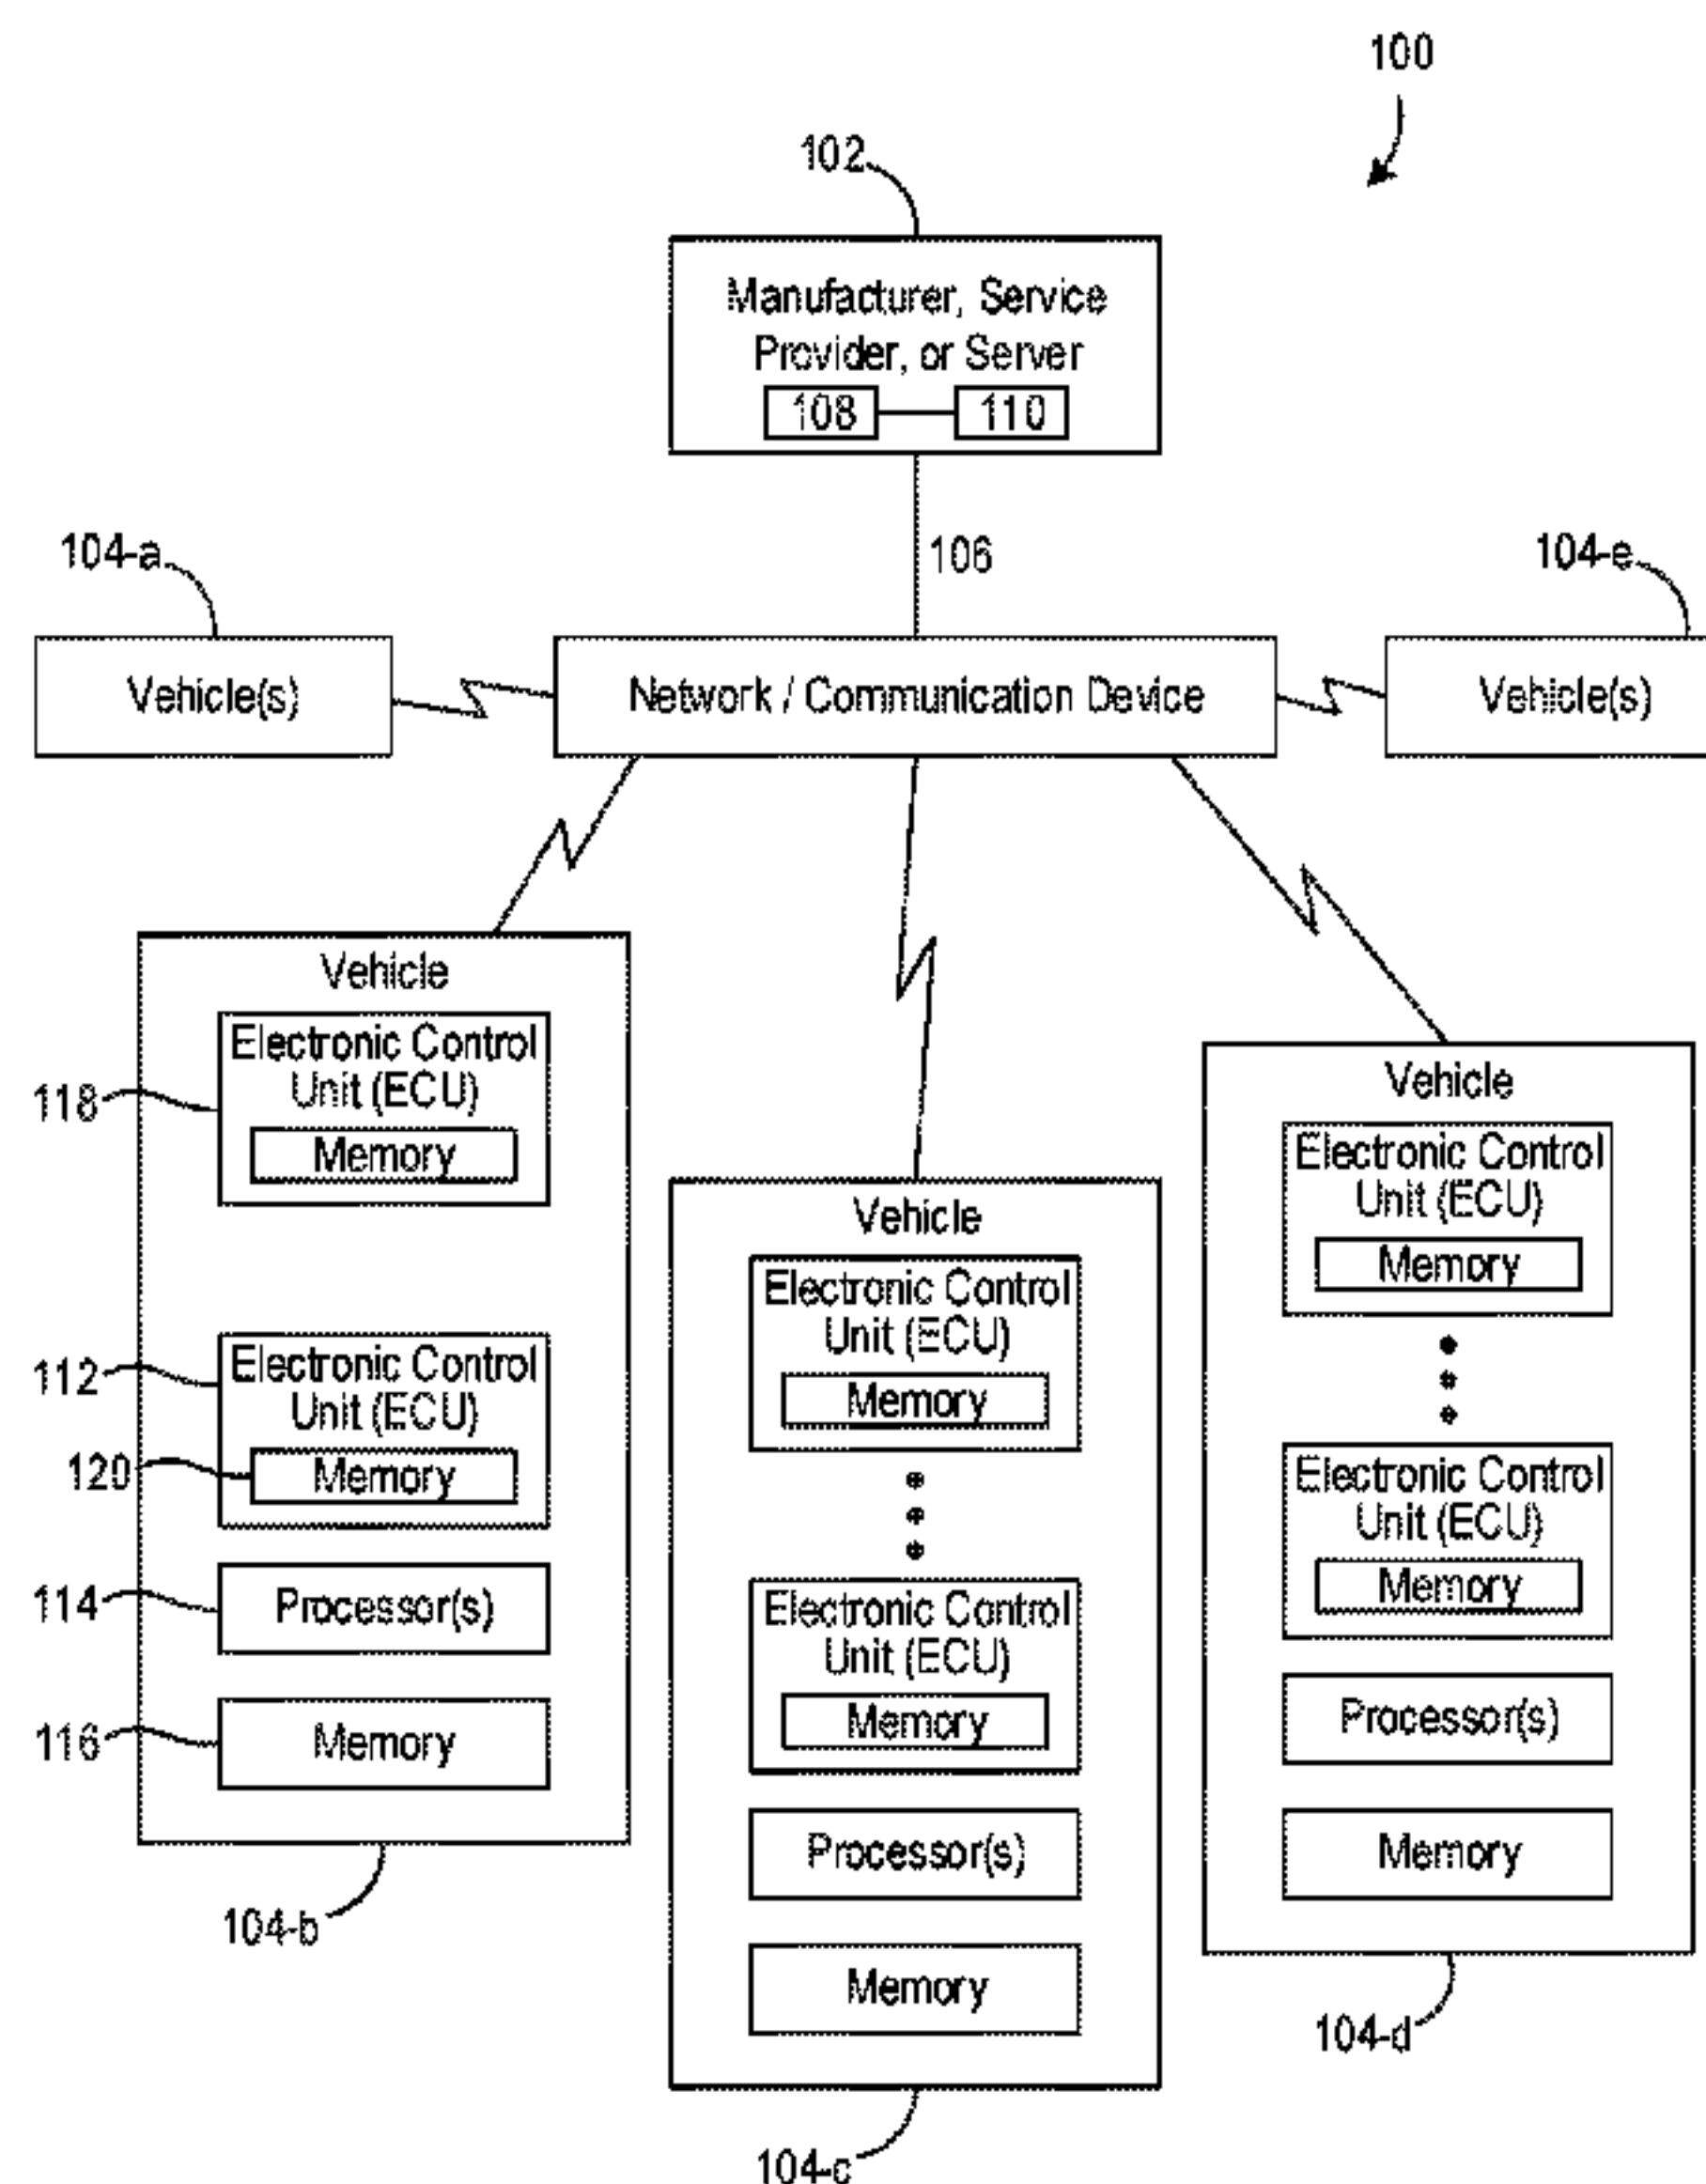 100
102
Manufacturer, Service
Provider, or Server
108
110
106
104-a
104-e
Vehicle(s)
Network / Communication Device
Vehicle(s)
Vehicle
Electronic Control
Unit (ECU)
Memory
118
Electronic Control
Unit (ECU)
Memory
112
120
Processor(s)
114
Memory
116
104-b
Vehicle
Electronic Control
Unit (ECU)
Memory
Electronic Control
Unit (ECU)
Memory
Processor(s)
Memory
104-c
Vehicle
Electronic Control
Unit (ECU)
Memory
Electronic Control
Unit (ECU)
Memory
Processor(s)
Memory
104-d